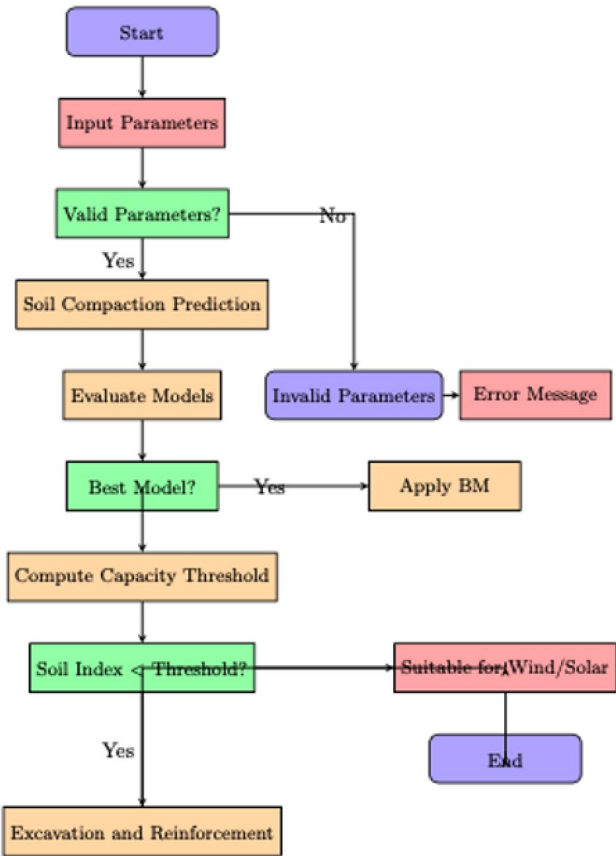 Start
Input Parameters
Valid Parameters?
No
Yes
Soil Compaction Prediction
Evaluate Models
Invalid Parameters
Error Message
Best Model?
Yes
Apply BM
Compute Capacity Threshold
Soil Index < Threshold?
Suitable for Wind/Solar
Yes
End
Excavation and Reinforcement